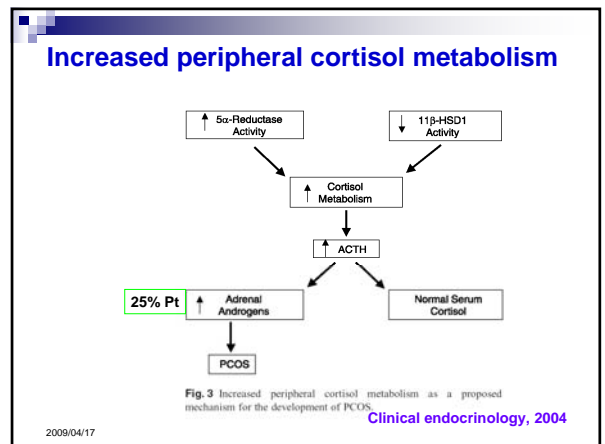 Increased peripheral cortisol metabolism
↑ 5α-Reductase
Activity
↓ 11β-HSD1
Activity
↑ Cortisol
Metabolism
↑ ACTH
25% Pt
↑ Adrenal
Androgens
Normal Serum
Cortisol
PCOS
Fig. 3 Increased peripheral cortisol metabolism as a proposed
mechanism for the development of PCOS.
Clinical endocrinology, 2004
2009/04/17